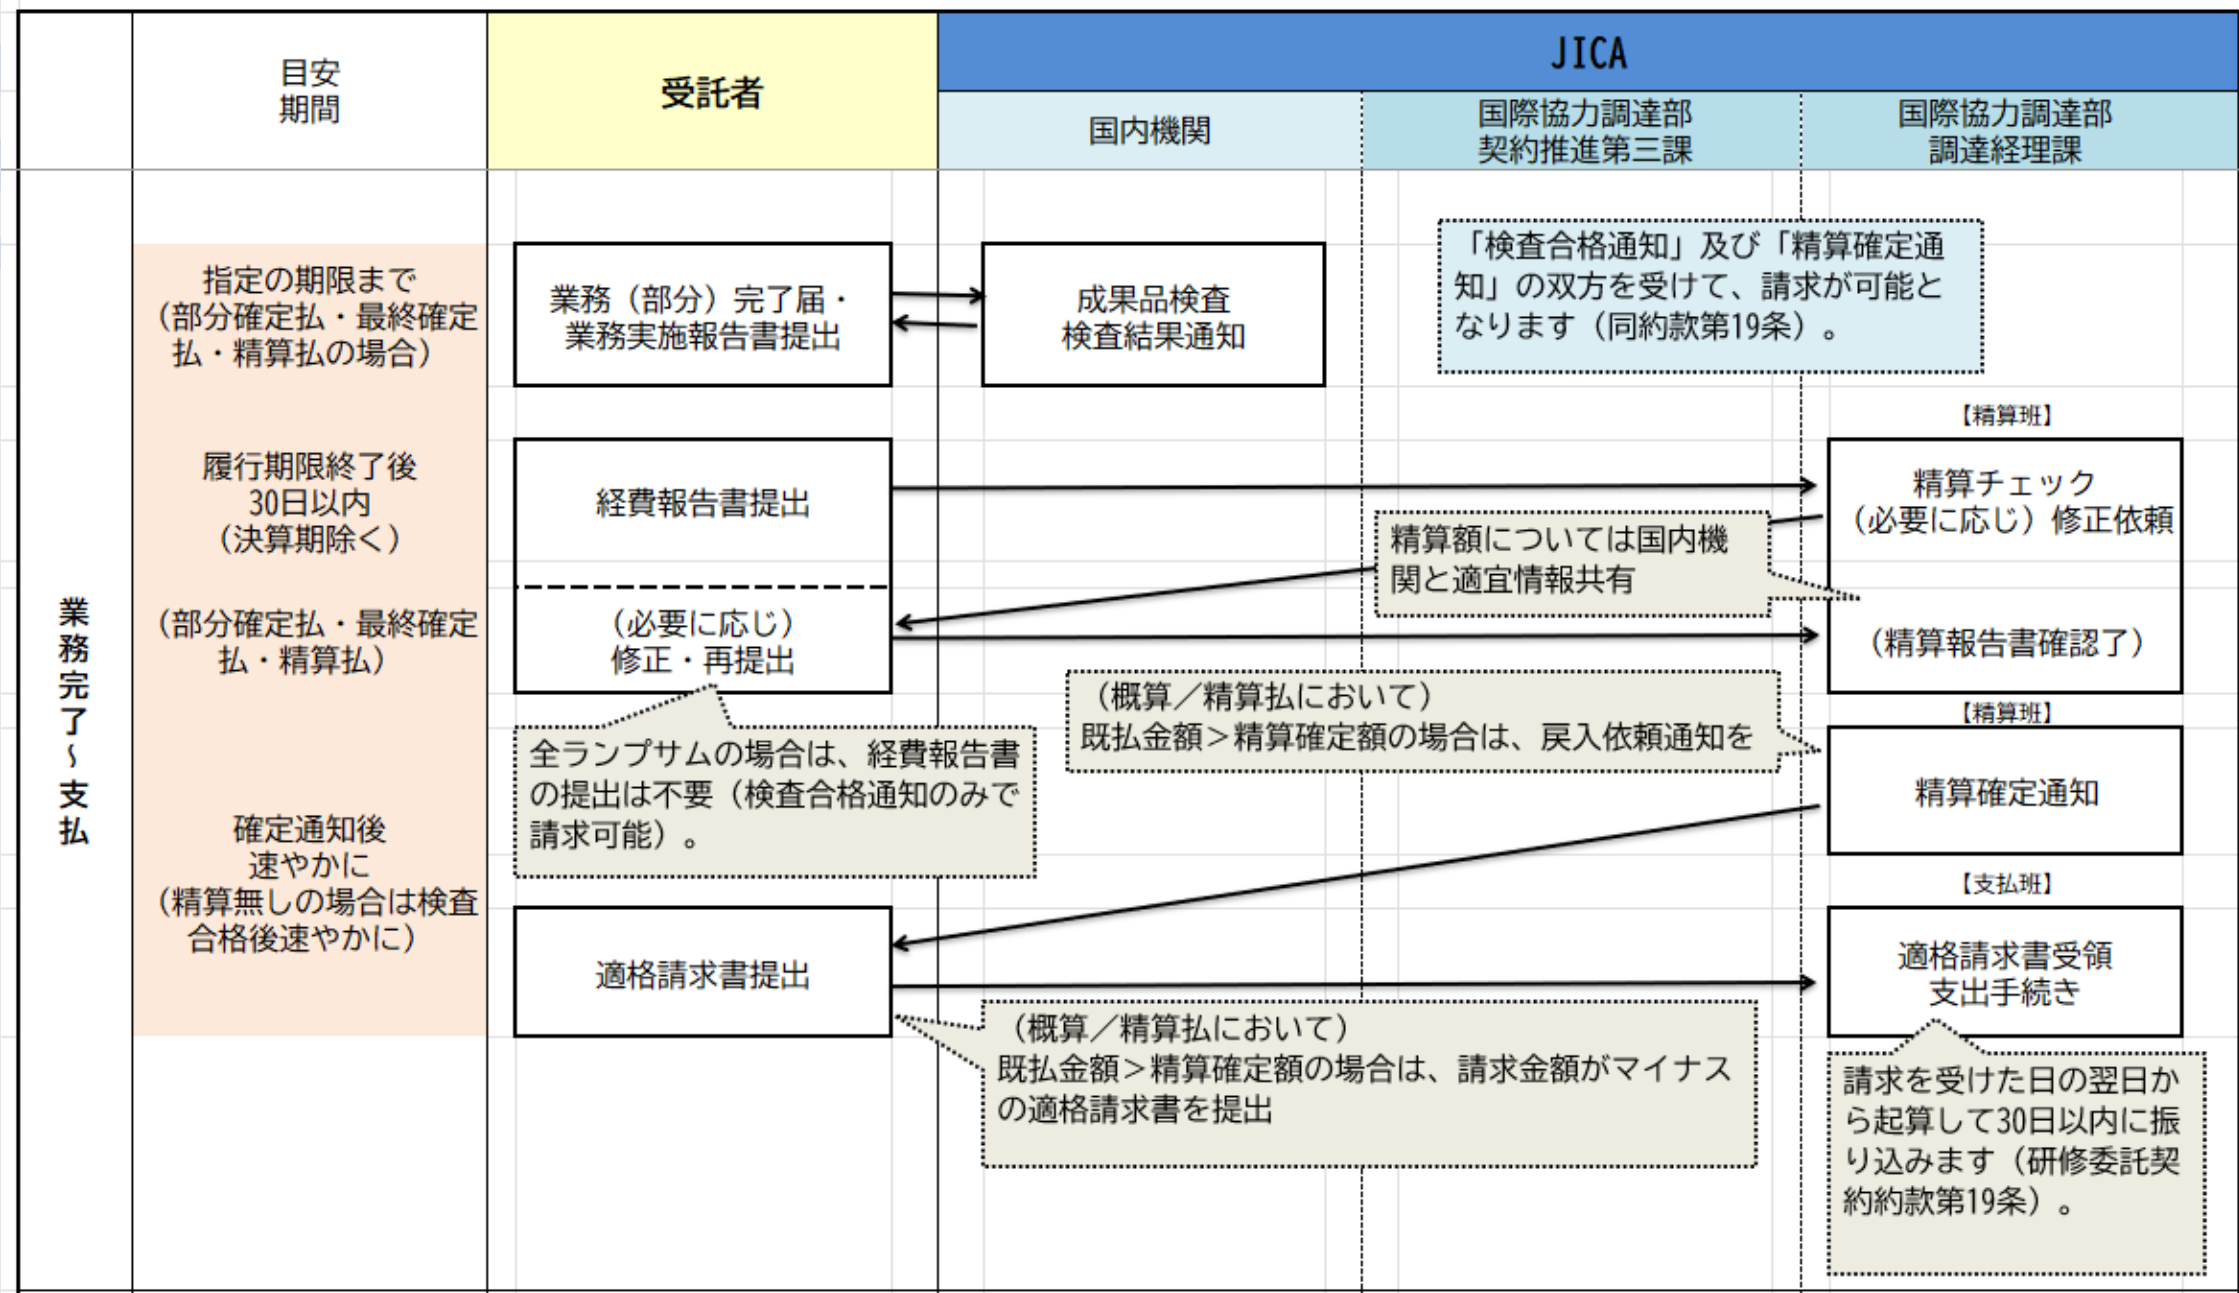 目安
期間
受託者
JICA
国内機関
国際協力調達部
契約推進第三課
国際協力調達部
調達経理課
業務完了～支払
指定の期限まで
（部分確定払・最終確定
払・精算払の場合）
業務（部分）完了届・
業務実施報告書提出
成果品検査
検査結果通知
「検査合格通知」及び「精算確定通
知」の双方を受けて、請求が可能と
なります（同約款第19条）。
【精算班】
履行期限終了後
30日以内
（決算期除く）
経費報告書提出
精算チェック
（必要に応じ）修正依頼
精算額については国内機
関と適宜情報共有
（部分確定払・最終確定
払・精算払）
（必要に応じ）
修正・再提出
（精算報告書確認了）
（概算／精算払において）
既払金額＞精算確定額の場合は、戻入依頼通知を
【精算班】
全ランプサムの場合は、経費報告書
の提出は不要（検査合格通知のみで
請求可能）。
精算確定通知
確定通知後
速やかに
（精算無しの場合は検査
合格後速やかに）
【支払班】
適格請求書提出
適格請求書受領
支出手続き
（概算／精算払において）
既払金額＞精算確定額の場合は、請求金額がマイナス
の適格請求書を提出
請求を受けた日の翌日か
ら起算して30日以内に振
り込みます（研修委託契
約約款第19条）。